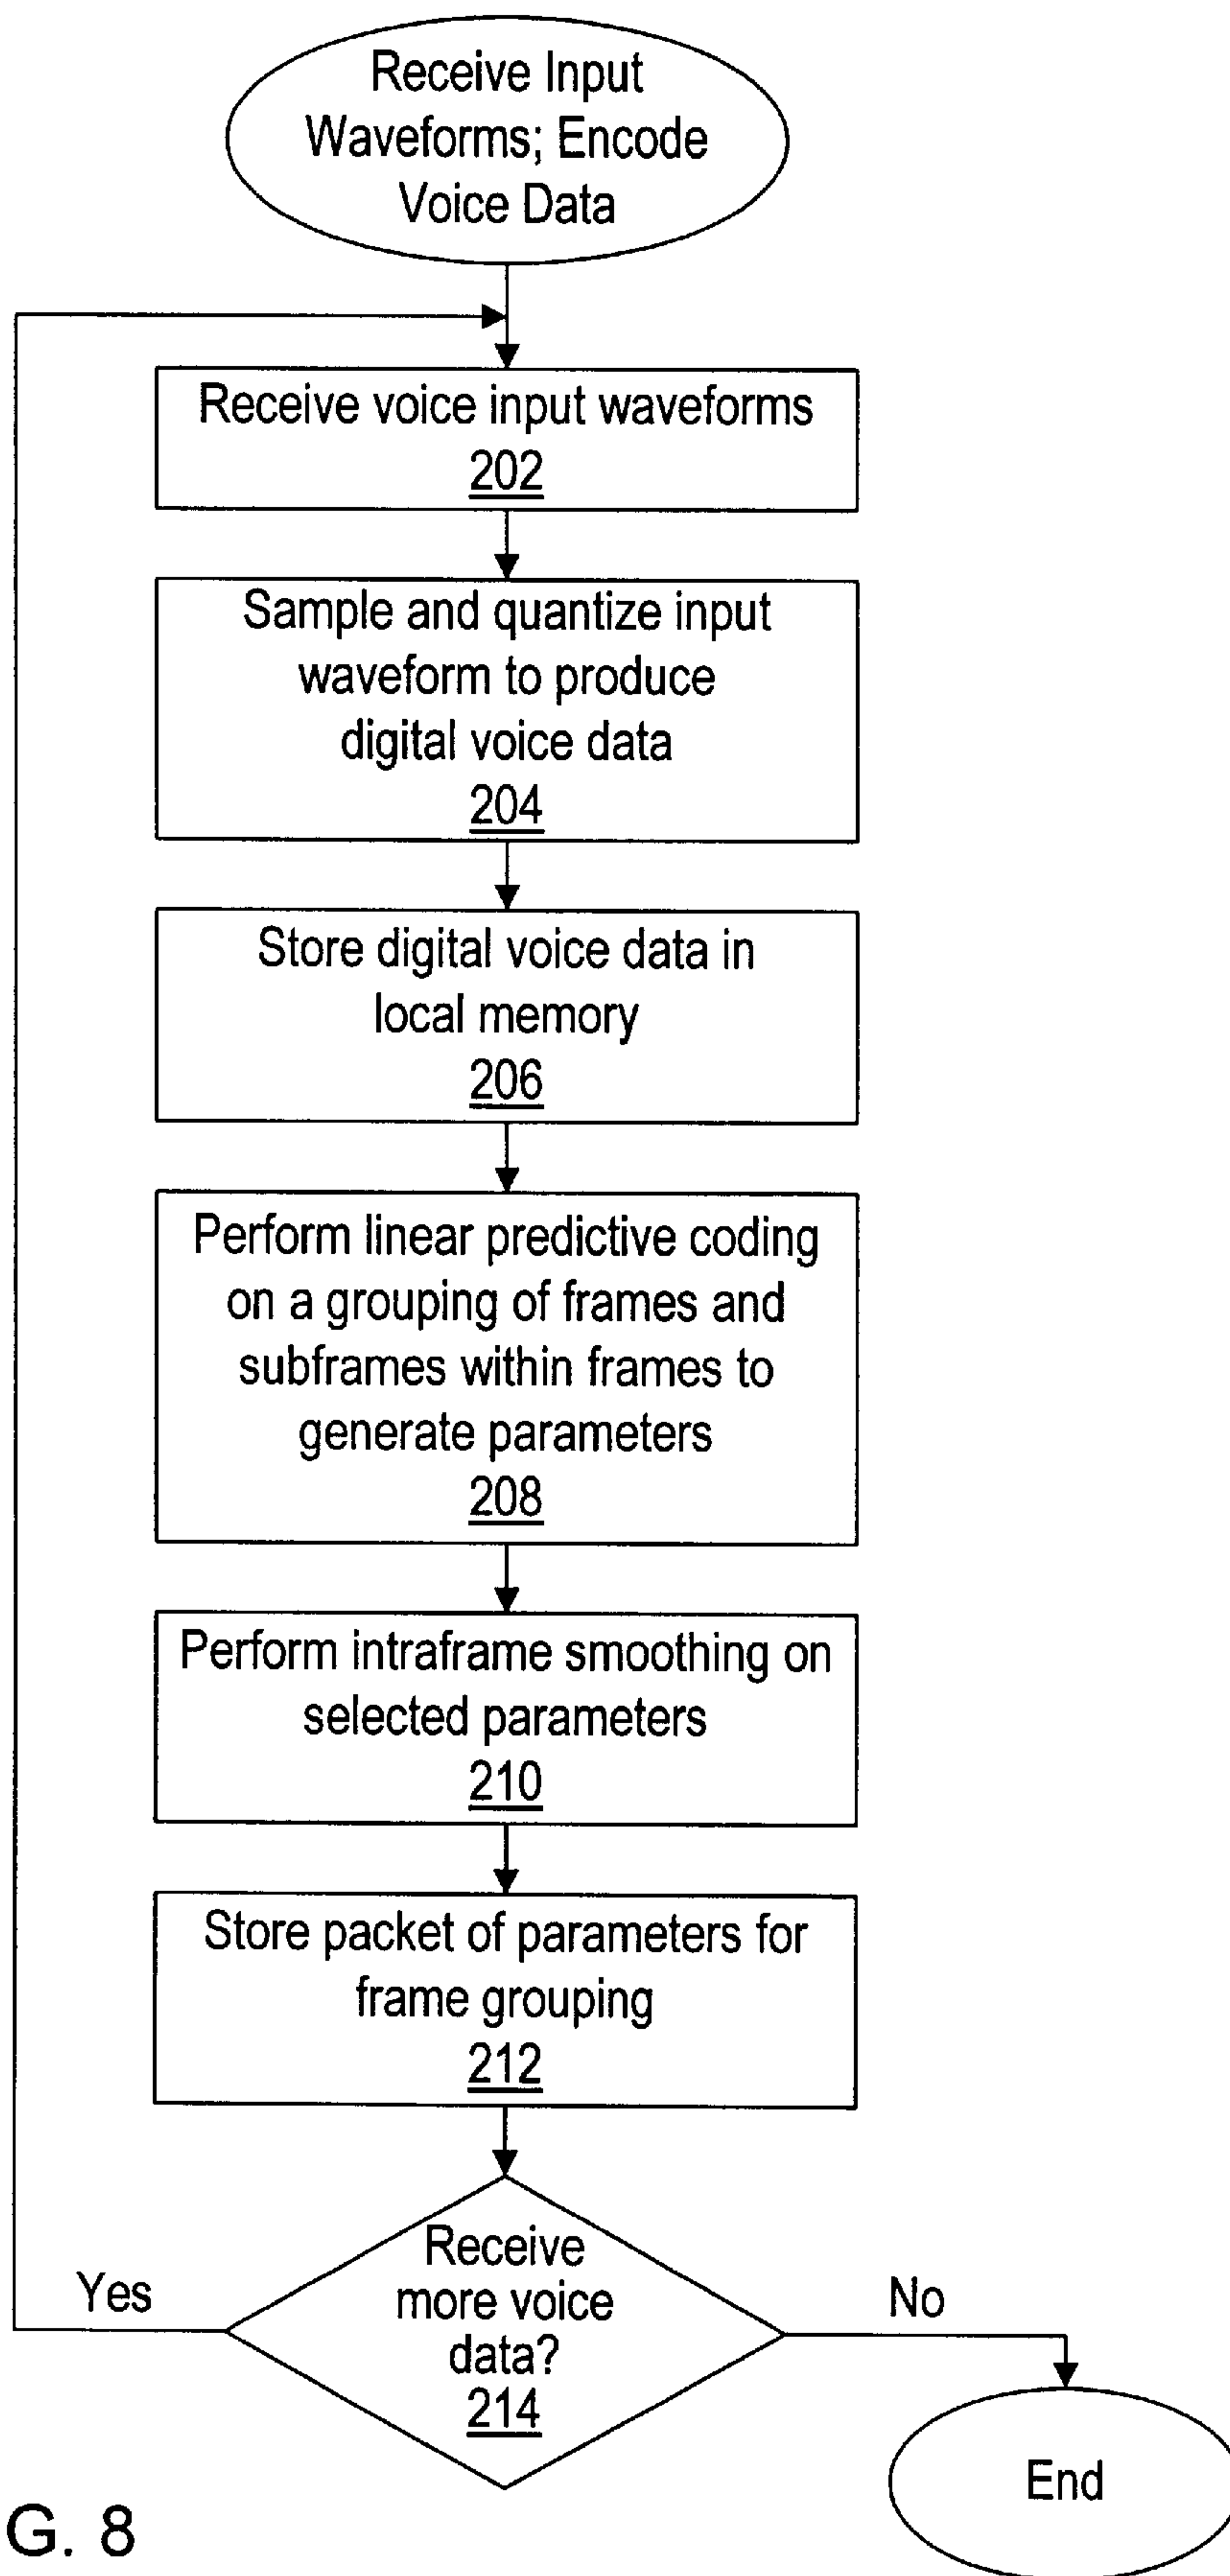 Receive Input
Waveforms; Encode
Voice Data
Receive voice input waveforms
202
Sample and quantize input
waveform to produce
digital voice data
204
Store digital voice data in
local memory
206
Perform linear predictive coding
on a grouping of frames and
subframes within frames to
generate parameters
208
Perform intraframe smoothing on
selected parameters
210
Store packet of parameters for
frame grouping
212
Receive
more voice
data?
214
Yes
No
End
G. 8